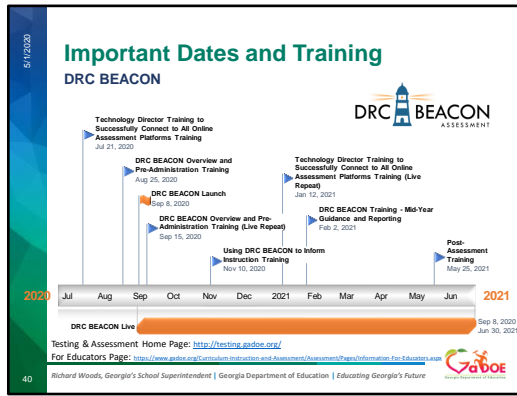 5/1/2020
Important Dates and Training
DRC BEACON
DRC BEACON
ASSESSMENT
Technology Director Training to
Successfully Connect to All Online
Assessment Platforms Training
Jul 21, 2020
DRC BEACON Overview and
Pre-Administration Training
Aug 25, 2020
DRC BEACON Launch
Sep 8, 2020
DRC BEACON Overview and Pre-
Administration Training (Live Repeat)
Sep 15, 2020
Using DRC BEACON to Inform
Instruction Training
Nov 10, 2020
Technology Director Training to
Successfully Connect to All Online
Assessment Platforms Training (Live
Repeat)
Jan 12, 2021
DRC BEACON Training - Mid-Year
Guidance and Reporting
Feb 2, 2021
Post-
Assessment
Training
May 25, 2021
2020 Jul Aug Sep Oct Nov Dec 2021 Feb Mar Apr May Jun 2021
DRC BEACON Live
Sep 8, 2020
Jun 30, 2021
Testing & Assessment Home Page: http://testing.gadoe.org/
For Educators Page: https://www.gadoe.org/Curriculum-Instruction-and-Assessment/Assessment/Pages/Information-For-Educators.aspx
40
Richard Woods, Georgia's School Superintendent | Georgia Department of Education | Educating Georgia's Future
GaDOE
Georgia Department of Education